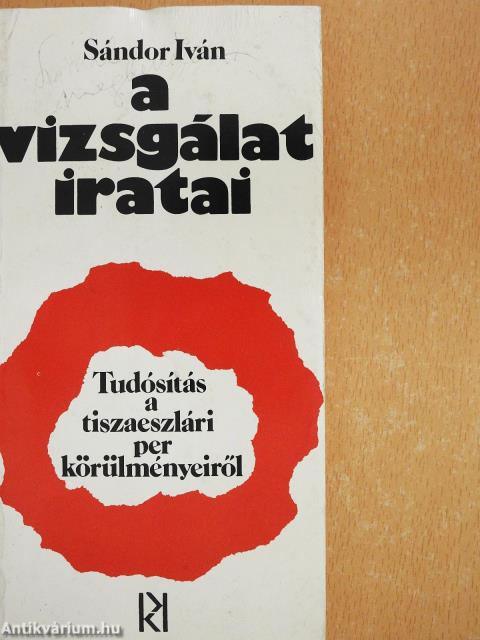 Sándor Iván
a
vizsgálat
iratai
Tudósítás
a
tiszaeszlári
per
körülményeiről
Antikvárium.hu